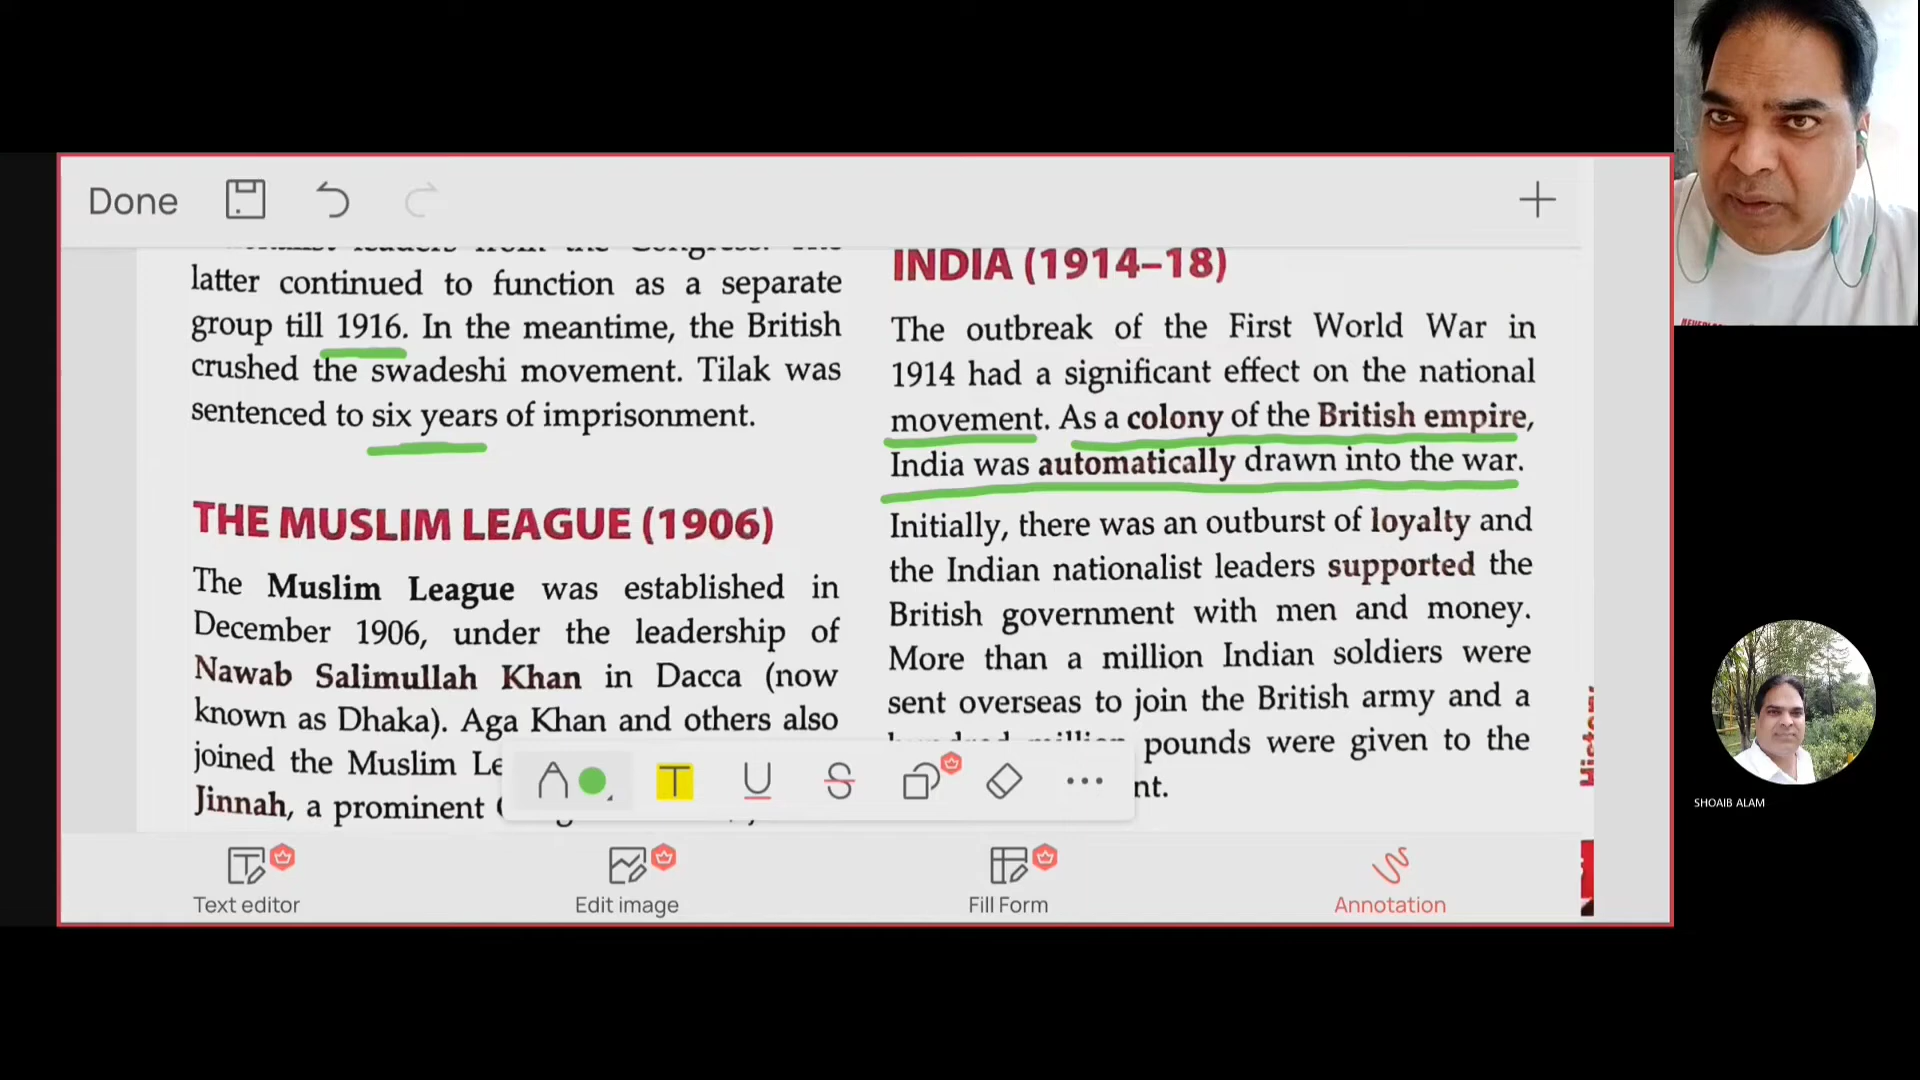 Done
latter continued to function as a separate
group till 1916. In the meantime, the British
crushed the swadeshi movement. Tilak was
sentenced to six years of imprisonment.
THE MUSLIM LEAGUE (1906)
The Muslim League was established in
December 1906, under the leadership of
Nawab Salimullah Khan in Dacca (now
known as Dhaka). Aga Khan and others also
joined the Muslim Le
Jinnah, a prominent
INDIA (1914–18)
The outbreak of the First World War in
1914 had a significant effect on the national
movement. As a colony of the British empire,
India was automatically drawn into the war.
Initially, there was an outburst of loyalty and
the Indian nationalist leaders supported the
British government with men and money.
More than a million Indian soldiers were
sent overseas to join the British army and a
pounds were given to the
nt.
History
T U S
Text editor
Edit image
Fill Form
Annotation
SHOAIB ALAM